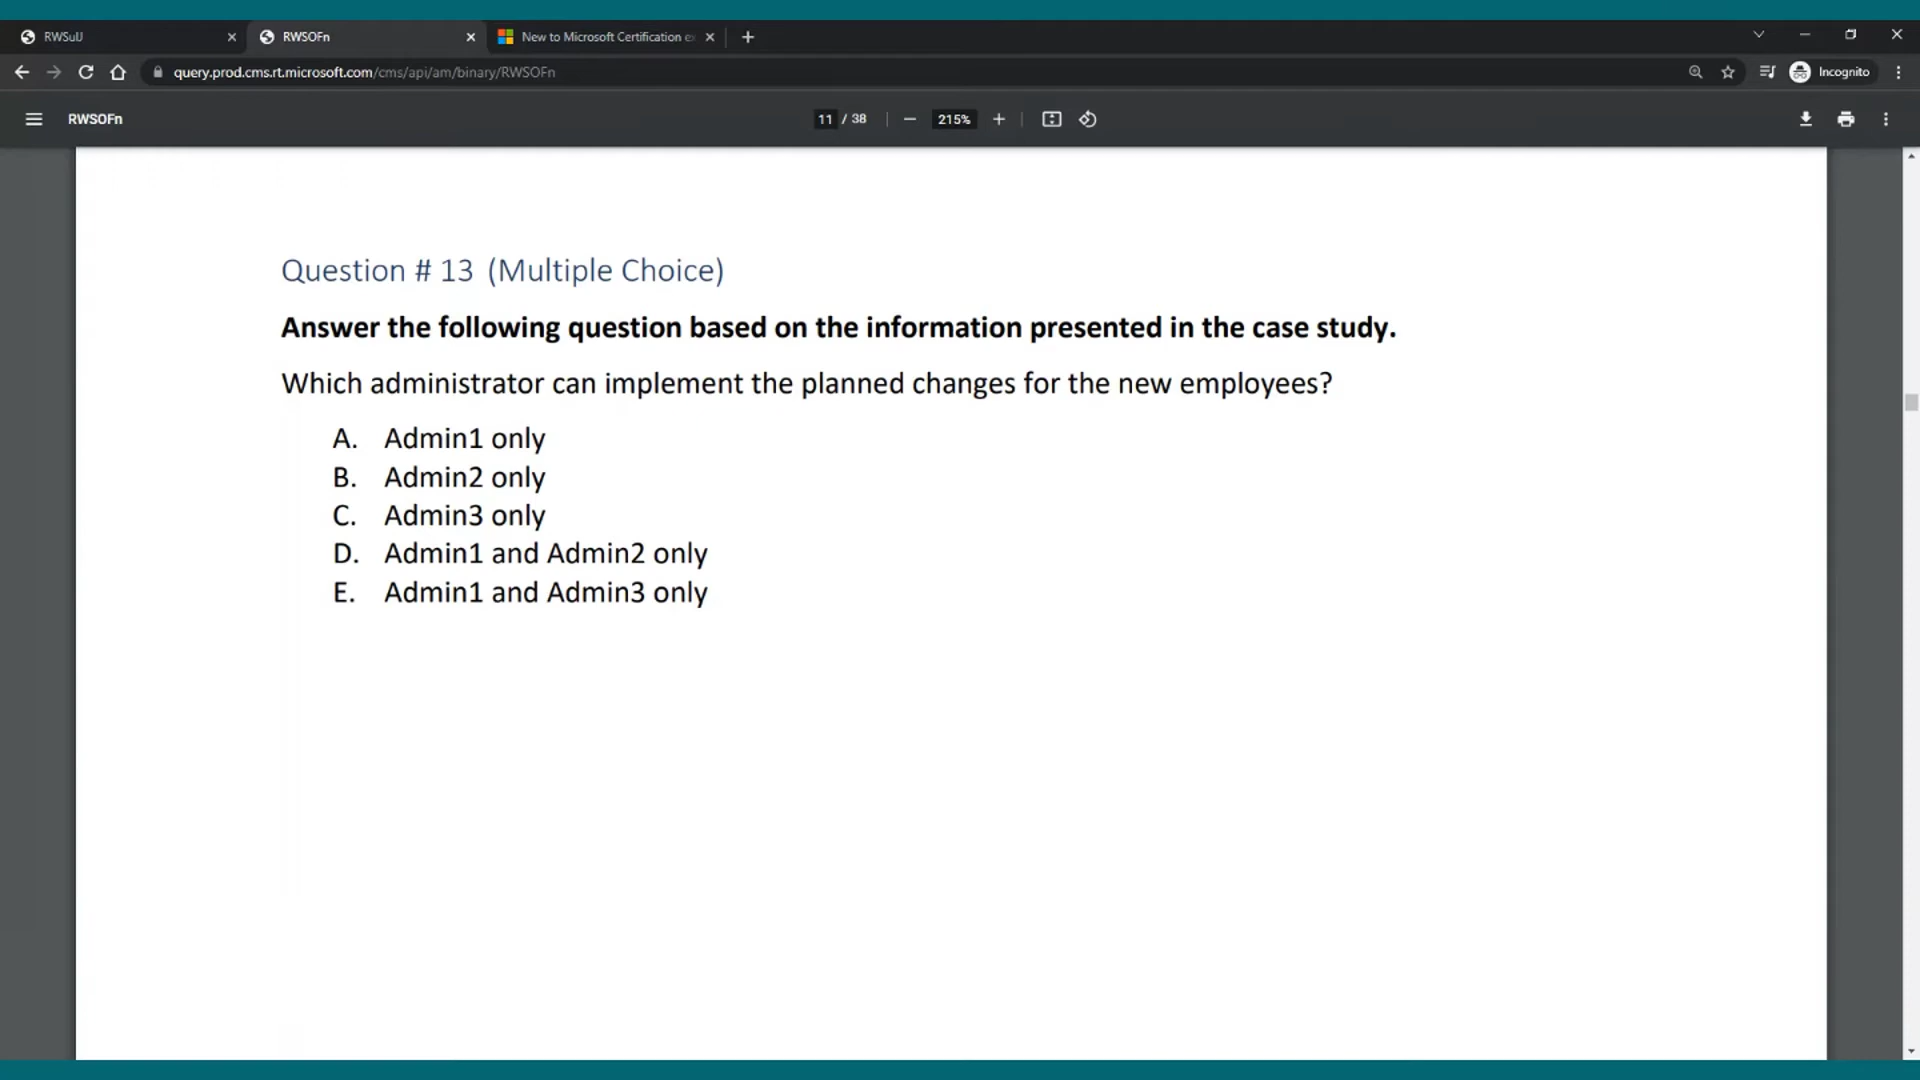 RWSuIJ
RWSOFn
New to Microsoft Certification ex
query.prod.cms.rt.microsoft.com/cms/api/am/binary/RWSOFn
Incognito
RWSOFn
11 / 38
215%
Question # 13 (Multiple Choice)
Answer the following question based on the information presented in the case study.
Which administrator can implement the planned changes for the new employees?
A. Admin1 only
B. Admin2 only
C. Admin3 only
D. Admin1 and Admin2 only
E. Admin1 and Admin3 only